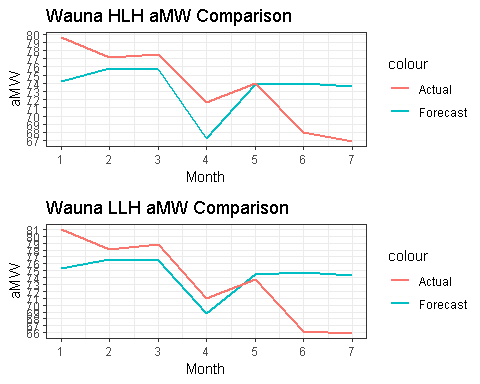 Wauna HLH aMW Comparison
80
79
78
77
76
75
74
73
72
71
70
69
68
67
aMW
1 2 3 4 5 6 7
Month
colour
Actual
Forecast
Wauna LLH aMW Comparison
81
80
79
78
77
76
75
74
73
72
71
70
69
68
67
66
aMW
1 2 3 4 5 6 7
Month
colour
Actual
Forecast